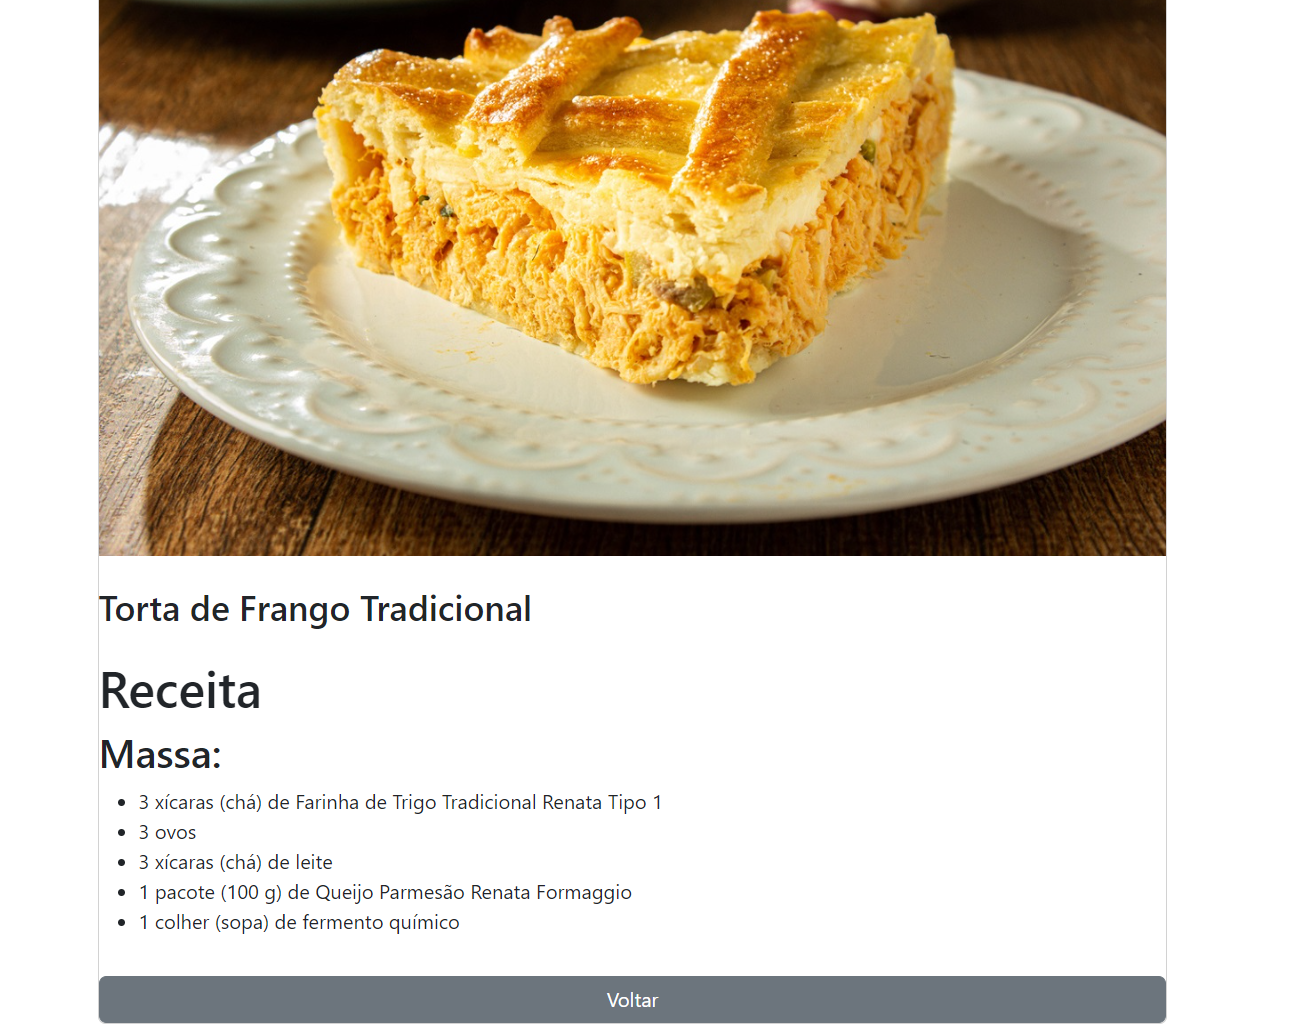 Torta de Frango Tradicional
Receita
Massa:
3 xícaras (chá) de Farinha de Trigo Tradicional Renata Tipo 1
3 ovos
3 xícaras (chá) de leite
1 pacote (100 g) de Queijo Parmesão Renata Formaggio
1 colher (sopa) de fermento químico
Voltar